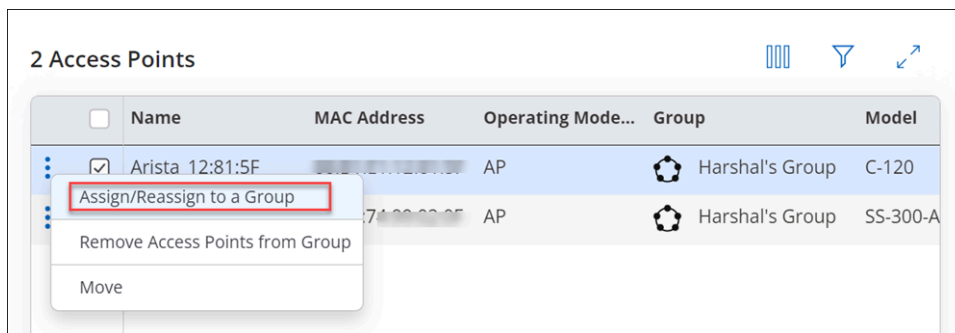 2 Access Points
Name MAC Address Operating Mode... Group Model
Arista_12:81:5F AP Harshal's Group C-120
Assign/Reassign to a Group
AP Harshal's Group SS-300-A
Remove Access Points from Group
Move